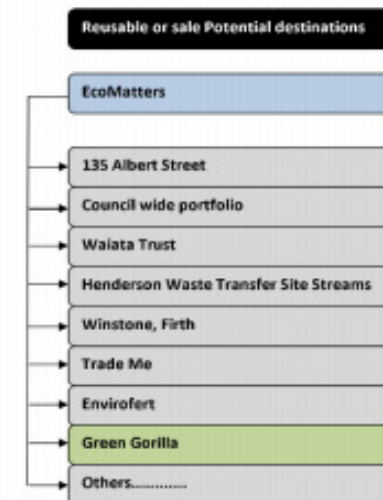 Reusable or sale Potential destinations
EcoMatters
135 Albert Street
Council wide portfolio
Waiata Trust
Henderson Waste Transfer Site Streams
Winstone, Firth
Trade Me
Envirofert
Green Gorilla
Others............